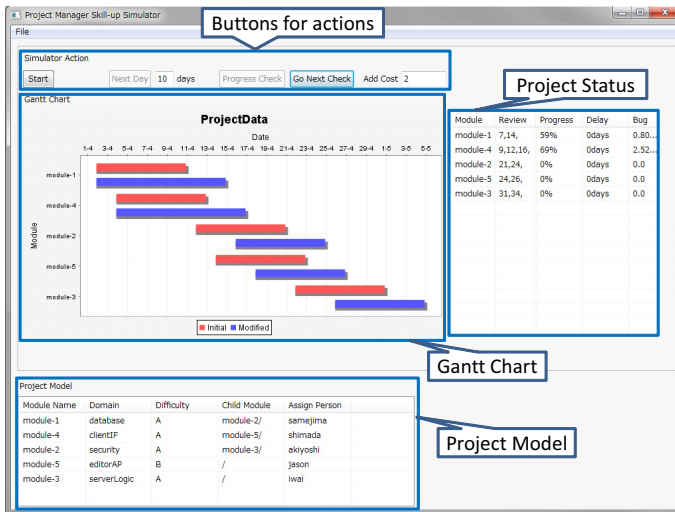 Project Manager Skill-up Simulator
Buttons for actions
File
Simulator Action
Start Next Day 10 days Progress Check Go Next Check Add Cost 2
Project Status
Gantt Chart
ProjectData
Date
1-4 3-4 5-4 7-4 9-4 11-4 13-4 15-4 17-4 19-4 21-4 23-4 25-4 27-4 29-4 1-5 3-5 5-5
Module
module-1
module-4
module-2
module-5
module-3
Initial Modified
Module Review Progress Delay Bug
module-1 7,14, 59% 0days 0.80...
module-4 9,12,16, 69% 0days 2.52...
module-2 21,24, 0% 0days 0.0
module-5 24,26, 0% 0days 0.0
module-3 31,34, 0% 0days 0.0
Gantt Chart
Project Model
Module Name Domain Difficulty Child Module Assign Person
module-1 database A module-2/ samejima
module-4 clientIF A module-5/ shimada
module-2 security A module-3/ akiyoshi
module-5 editorAP B / jason
module-3 serverLogic A / iwai
Project Model